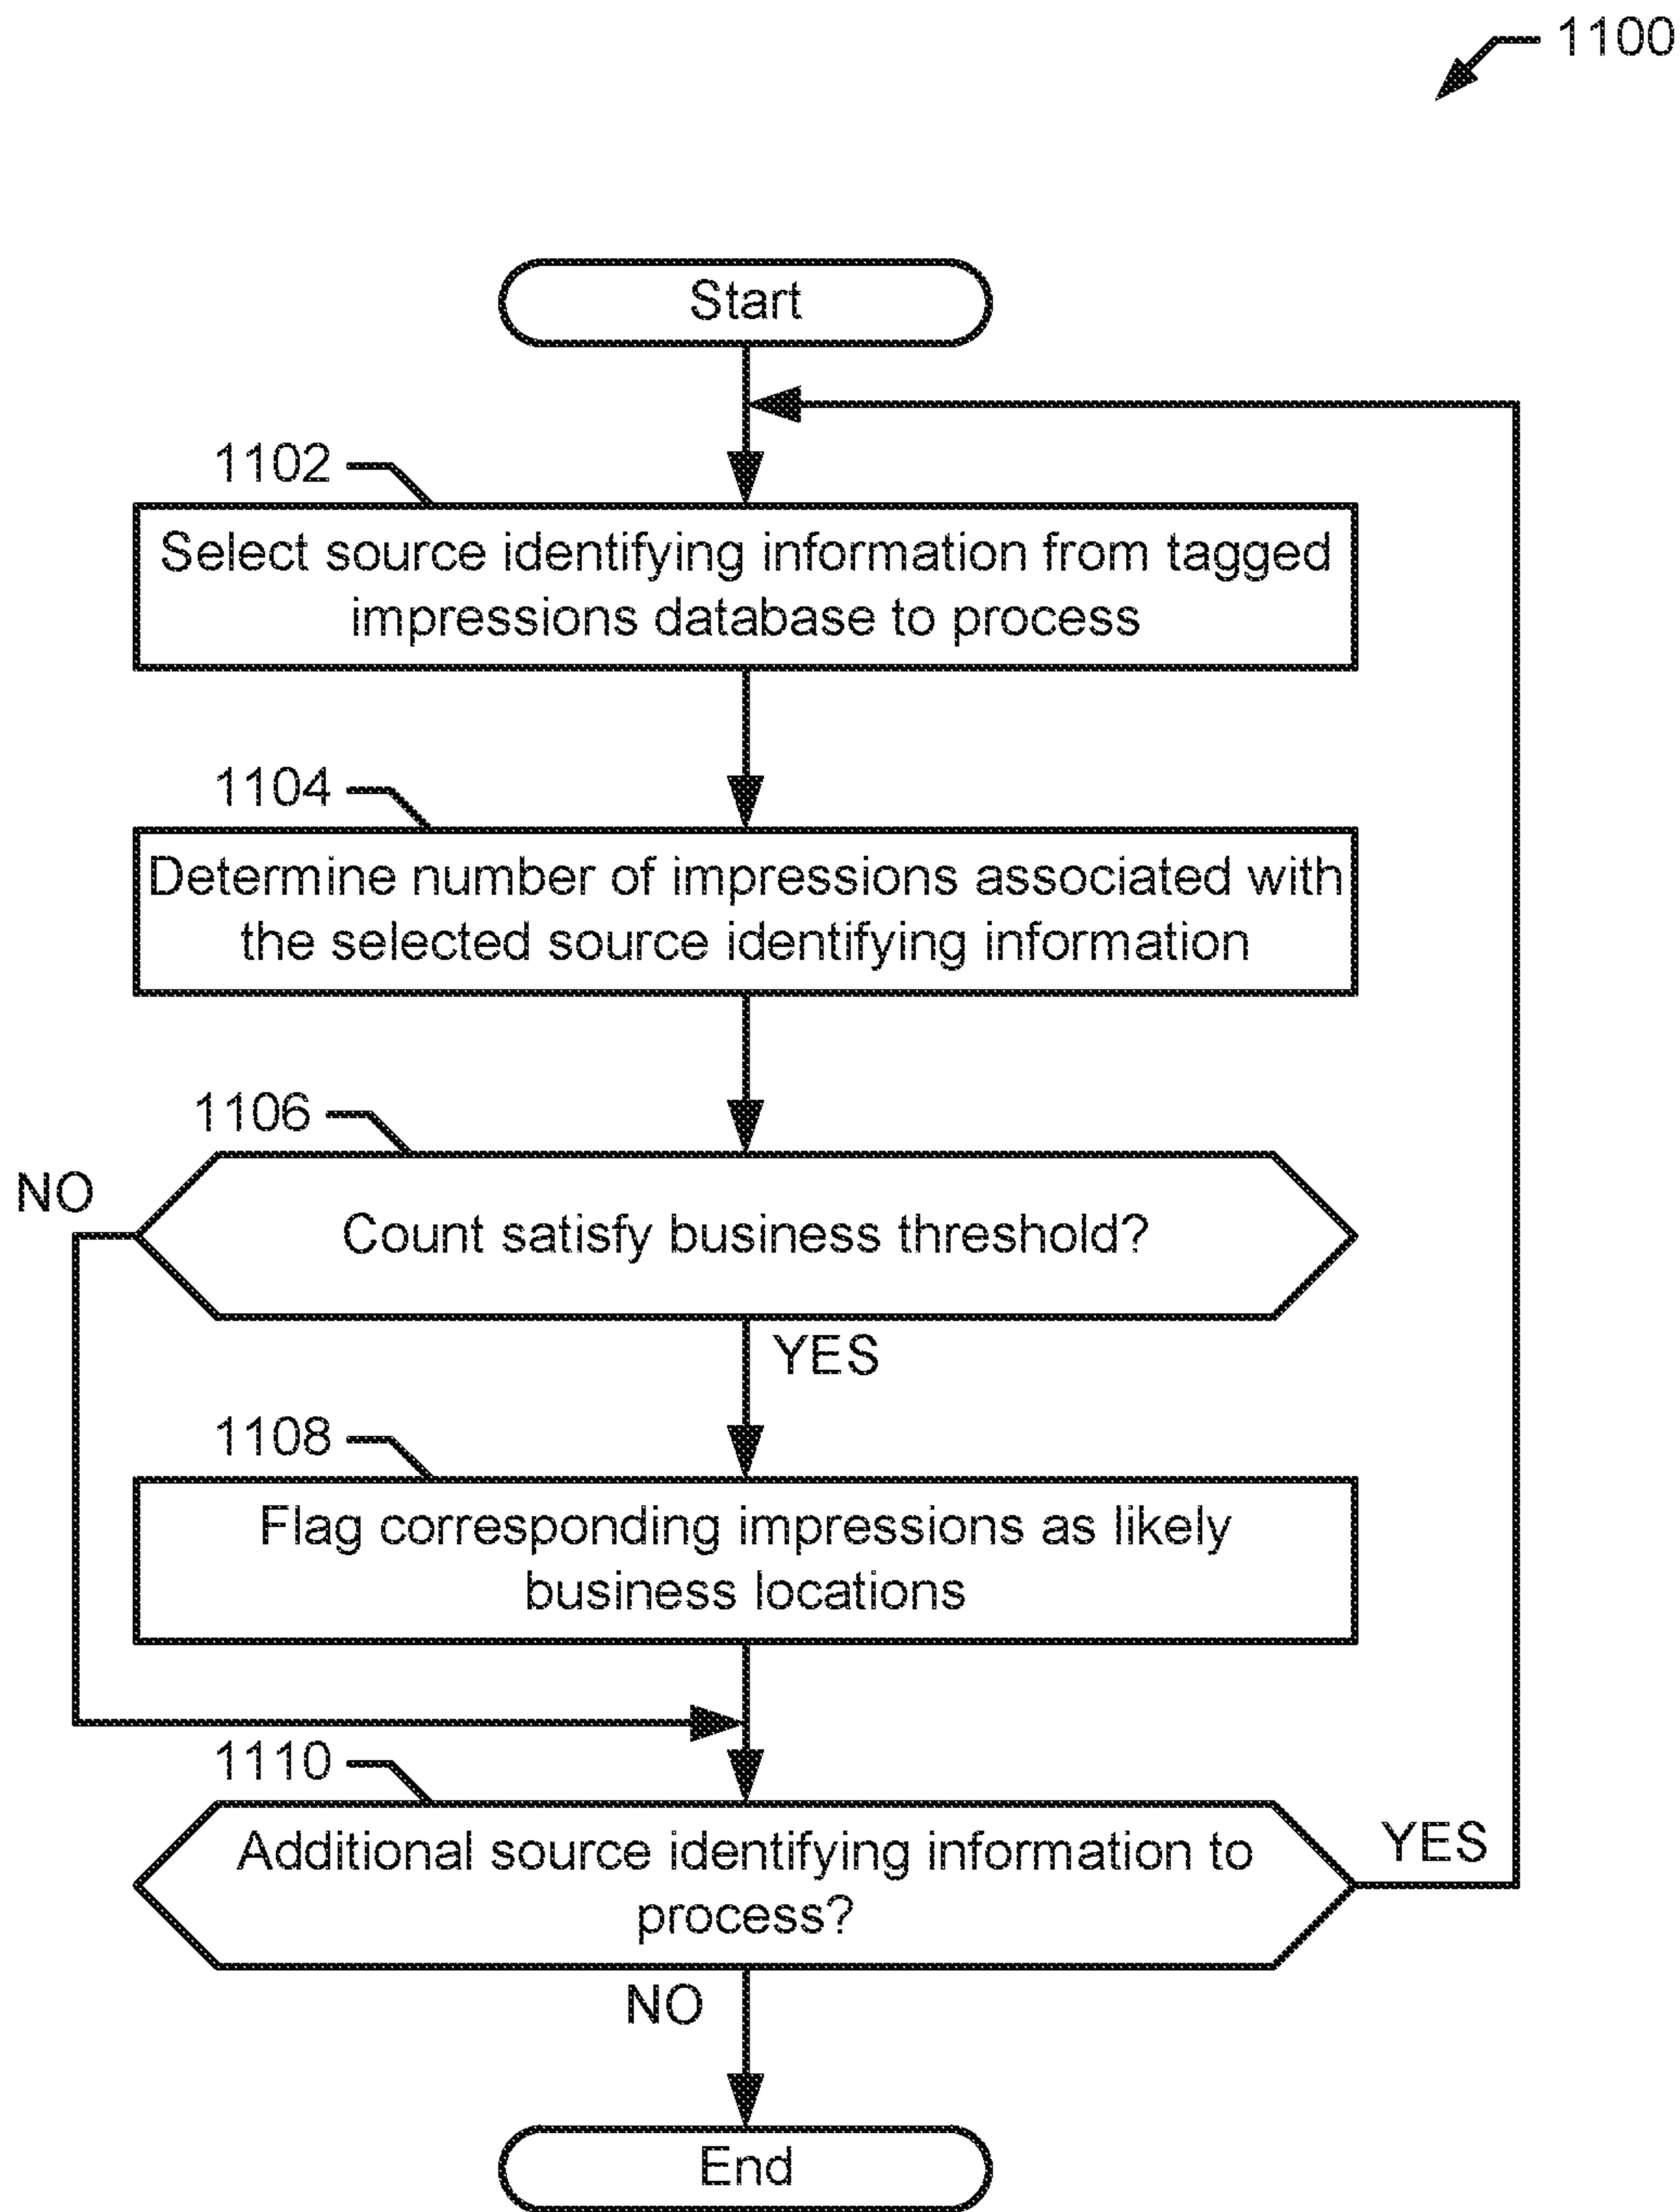 1100
Start
1102
Select source identifying information from tagged
impressions database to process
1104
Determine number of impressions associated with
the selected source identifying information
1106
NO
Count satisfy business threshold?
YES
1108
Flag corresponding impressions as likely
business locations
1110
Additional source identifying information to
process?
YES
NO
End